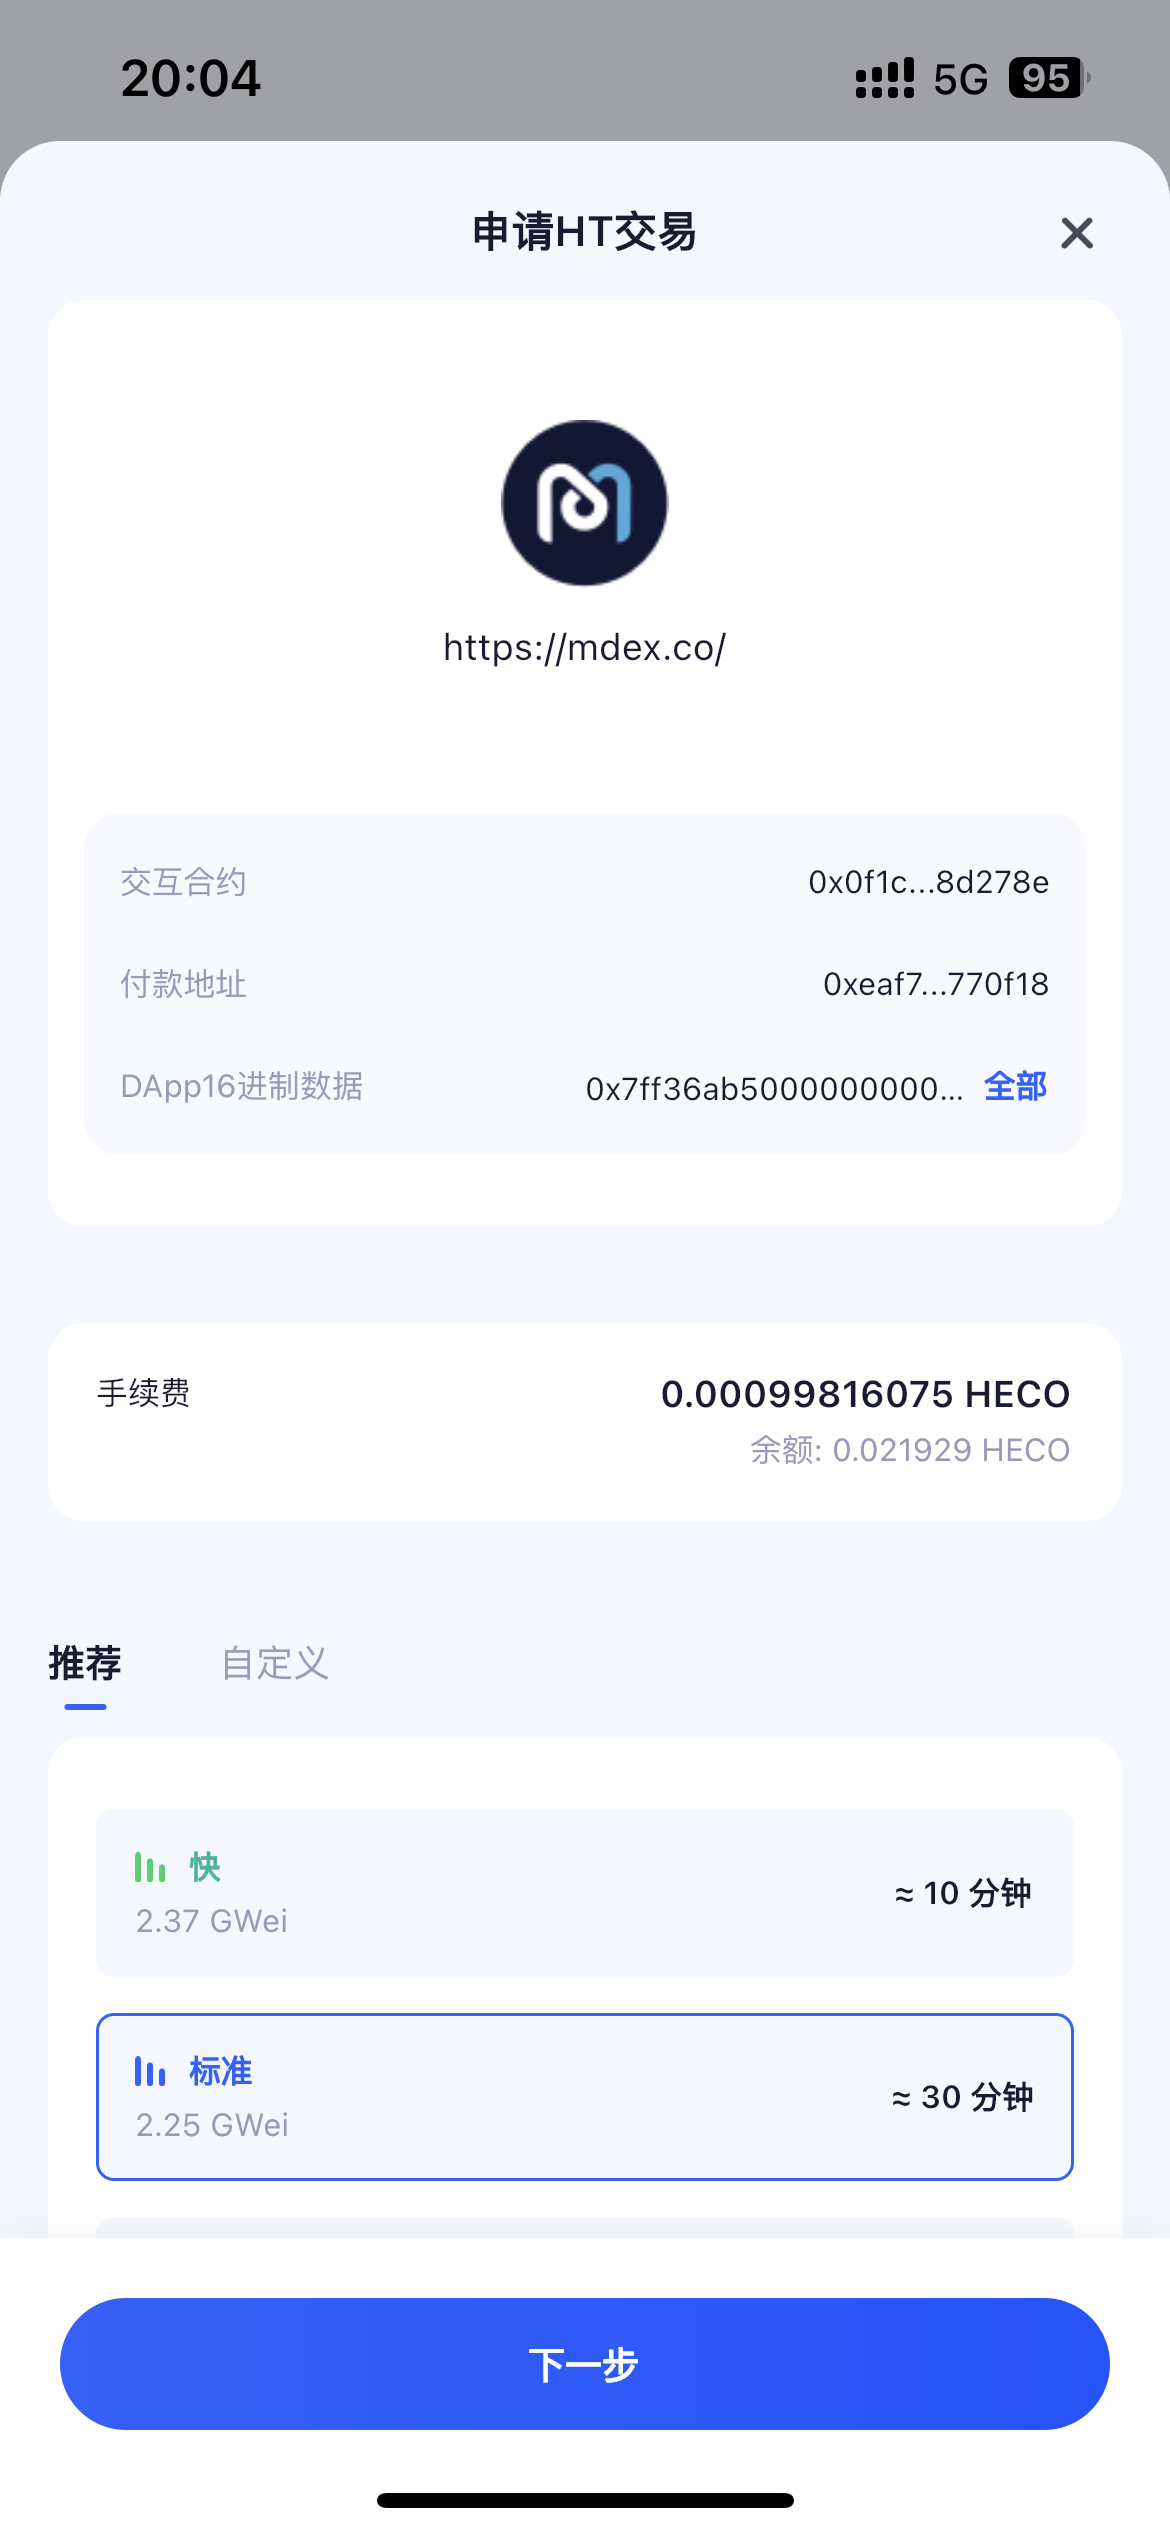 20:04
5G 95
申请HT交易
https://mdex.co/
交互合约 0x0f1c...8d278e
付款地址 0xeaf7...770f18
DApp16进制数据 0x7ff36ab5000000000... 全部
手续费 0.00099816075 HECO
余额: 0.021929 HECO
推荐 自定义
快
2.37 GWei
≈ 10 分钟
标准
2.25 GWei
≈ 30 分钟
下一步